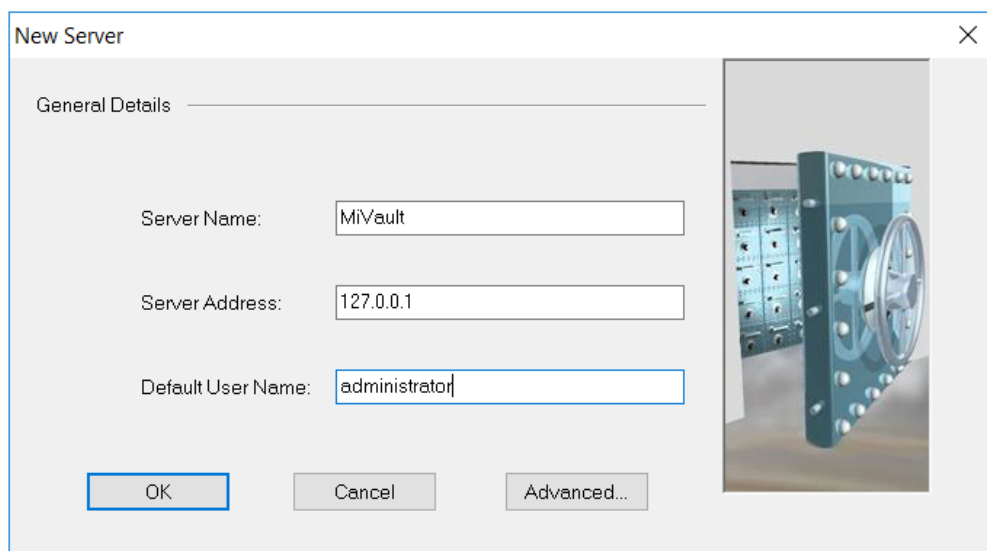 New Server
General Details
Server Name: MiVault
Server Address: 127.0.0.1
Default User Name: administrator
OK Cancel Advanced...